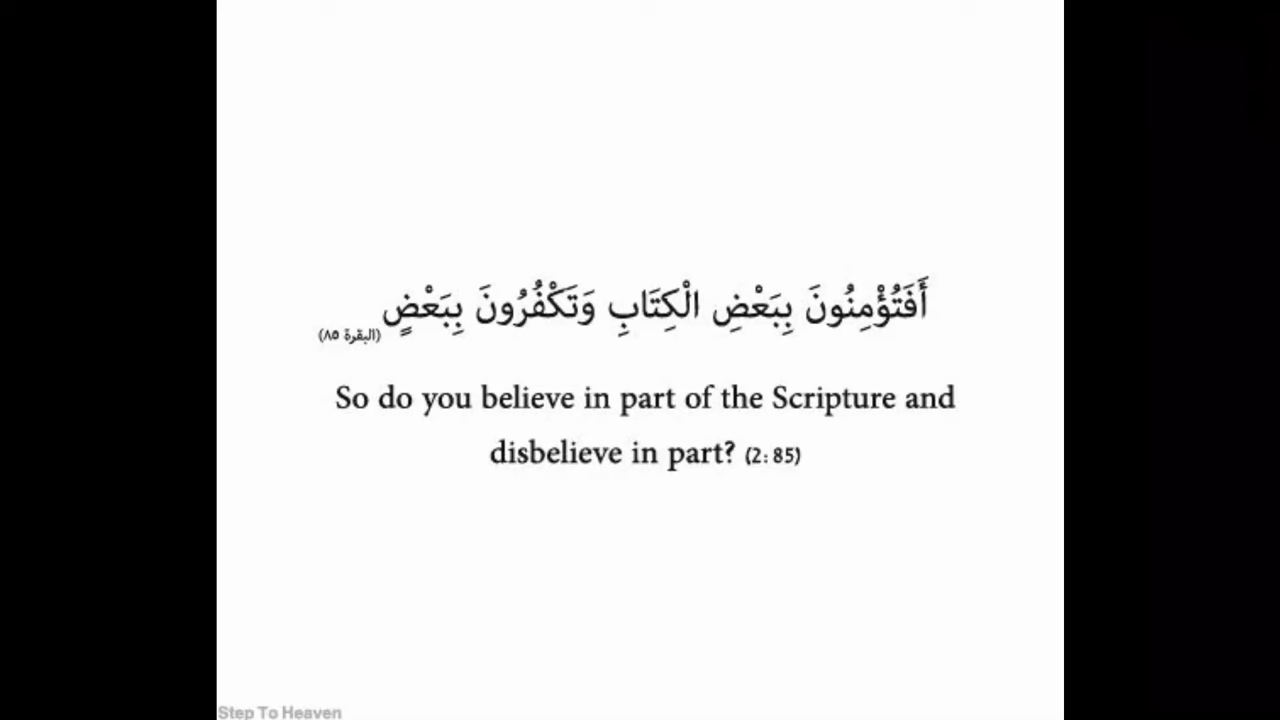 أَفَتُؤْمِنُونَ بِبَعْضِ الْكِتَابِ وَتَكْفُرُونَ بِبَعْضٍ
(البقرة ٨٥)
So do you believe in part of the Scripture and
disbelieve in part? (2: 85)
Step To Heaven